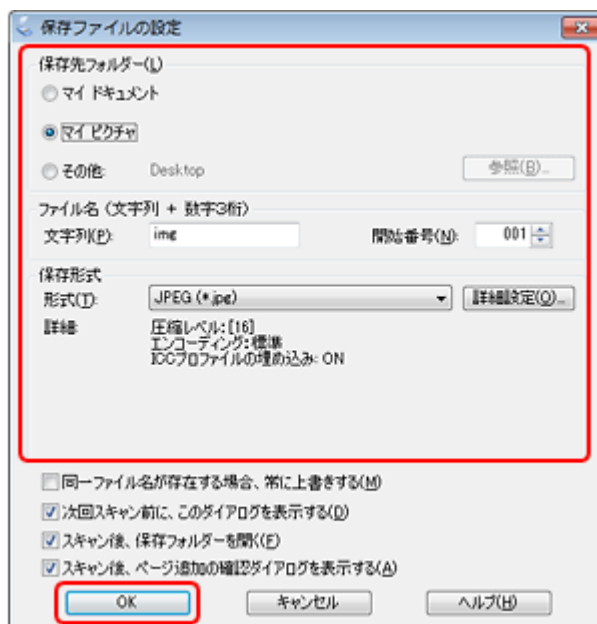 保存ファイルの設定
保存先フォルダー(L)
マイ ドキュメント
マイ ピクチャ
その他: Desktop 参照(B)...
ファイル名 (文字列 + 数字3桁)
文字列(P): img 開始番号(N): 001
保存形式
形式(T): JPEG (*.jpg) 詳細設定(O)...
詳細: 圧縮レベル:[16]
エンコーディング:標準
ICCプロファイルの埋め込み: ON
同一ファイル名が存在する場合、常に上書きする(M)
次回スキャン前に、このダイアログを表示する(D)
スキャン後、保存フォルダーを開く(F)
スキャン後、ページ追加の確認ダイアログを表示する(A)
OK キャンセル ヘルプ(H)